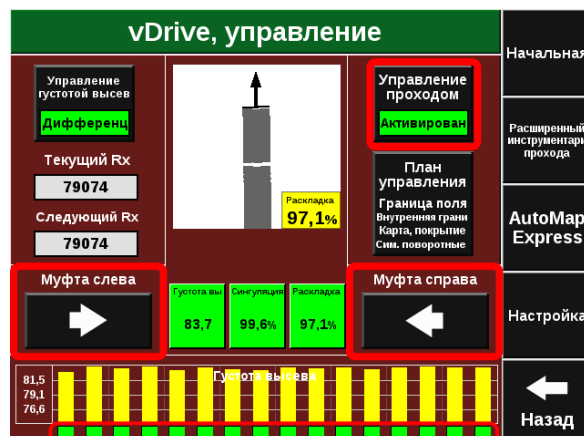 vDrive, управление
Управление
густотой высев
Дифференц
Текущий Rx
79074
Следующий Rx
79074
Раскладка
97,1%
Управление
проходом
Активирован
План
управления
Граница поля
Внутренняя грани
Карта, покрытие
Сим. поворотные
Муфта слева
Густота вы
83,7
Сингуляция
99,6%
Раскладка
97,1%
Муфта справа
Густота высева
81,5
79,1
76,6
Начальная
Расширенный
инструментари
прохода
AutoMap
Express
Настройка
Назад